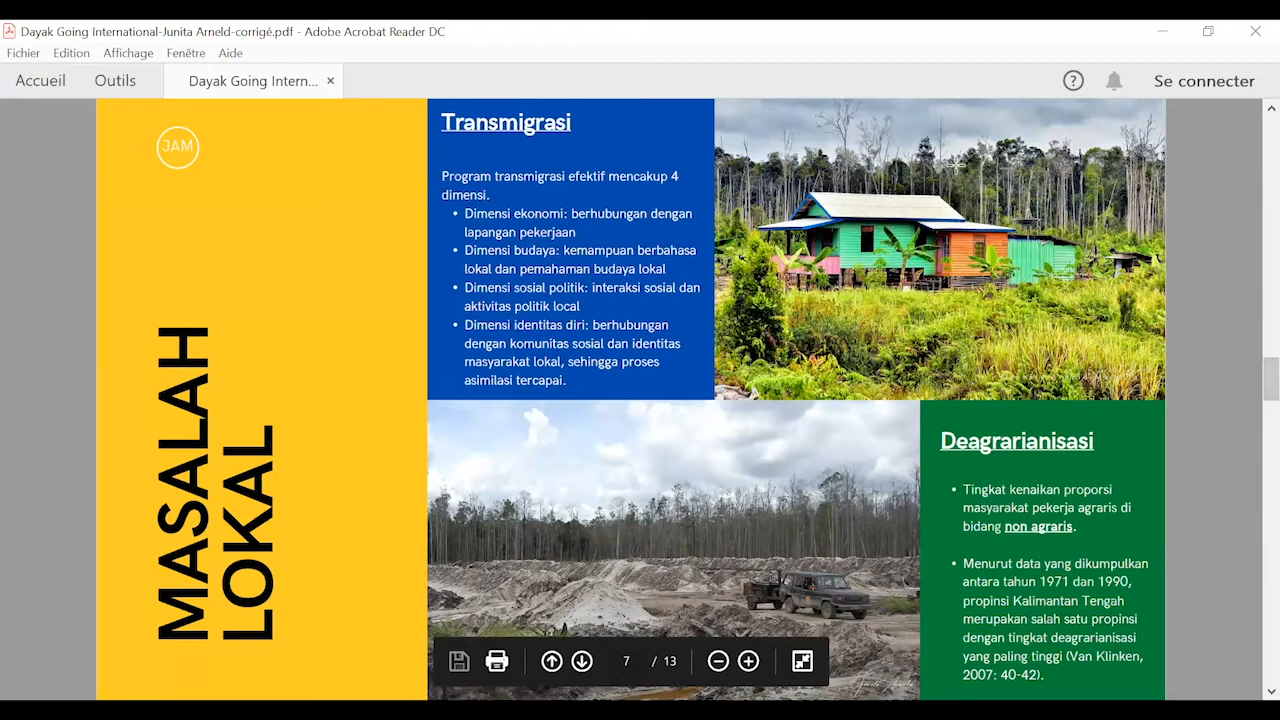 Dayak Going International-Junita Arneld-corrigé.pdf - Adobe Acrobat Reader DC
Fichier Edition Affichage Fenêtre Aide
Accueil Outils Dayak Going Intern... × ? Se connecter
JAM
MASALAH
LOKAL
Transmigrasi
Program transmigrasi efektif mencakup 4
dimensi.
• Dimensi ekonomi: berhubungan dengan
lapangan pekerjaan
• Dimensi budaya: kemampuan berbahasa
lokal dan pemahaman budaya lokal
• Dimensi sosial politik: interaksi sosial dan
aktivitas politik local
• Dimensi identitas diri: berhubungan
dengan komunitas sosial dan identitas
masyarakat lokal, sehingga proses
asimilasi tercapai.
Deagrarianisasi
• Tingkat kenaikan proporsi
masyarakat pekerja agraris di
bidang non agraris.
• Menurut data yang dikumpulkan
antara tahun 1971 dan 1990,
propinsi Kalimantan Tengah
merupakan salah satu propinsi
dengan tingkat deagrarianisasi
yang paling tinggi (Van Klinken,
2007: 40-42).
7 / 13